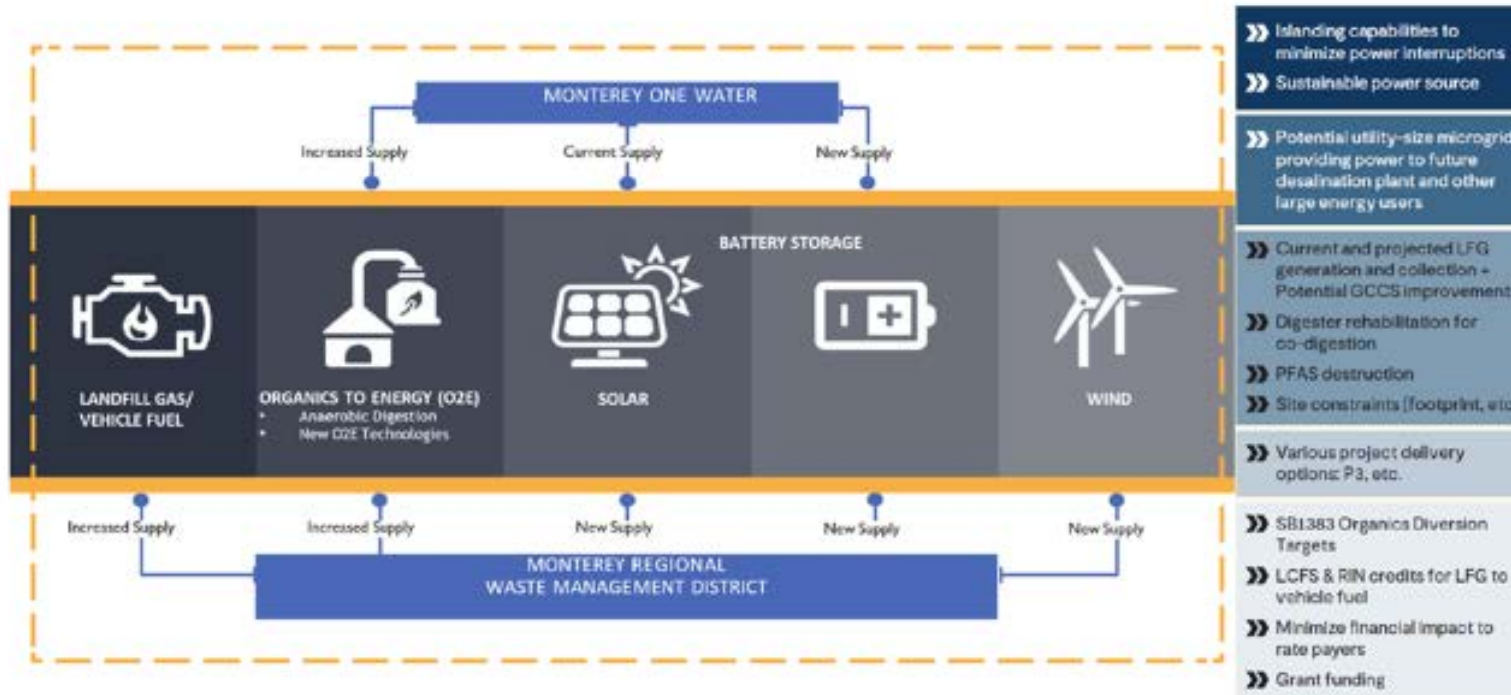 MONTEREY ONE WATER
Increased Supply
Current Supply
New Supply
BATTERY STORAGE
LANDFILL GAS/
VEHICLE FUEL
ORGANICS TO ENERGY (O2E)
• Anaerobic Digestion
• New O2E Technologies
SOLAR
WIND
Increased Supply
Increased Supply
New Supply
New Supply
New Supply
MONTEREY REGIONAL
WASTE MANAGEMENT DISTRICT
Islanding capabilities to
minimize power interruptions
Sustainable power source
Potential utility-size microgrid
providing power to future
desalination plant and other
large energy users
Current and projected LFG
generation and collection +
Potential GCCS improvement
Digester rehabilitation for
co-digestion
PFAS destruction
Site constraints (footprint, etc
Various project delivery
options: P3, etc.
SB1383 Organics Diversion
Targets
LCFS & RIN credits for LFG to
vehicle fuel
Minimize financial impact to
rate payers
Grant funding